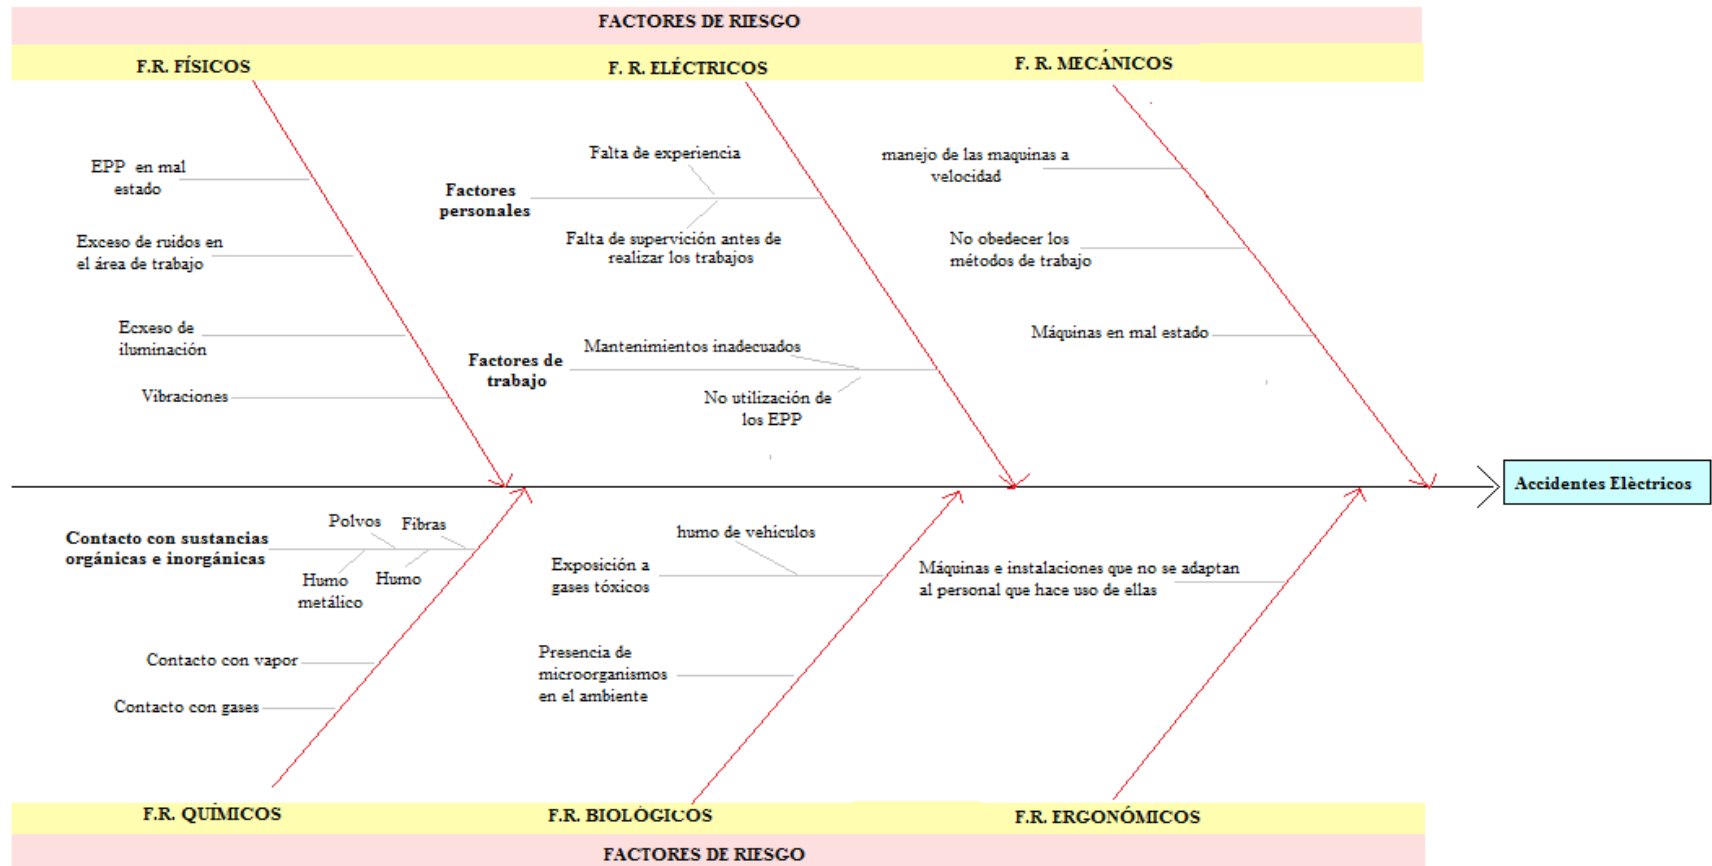 FACTORES DE RIESGO
F.R. FÍSICOS
F. R. ELÉCTRICOS
F. R. MECÁNICOS
EPP en mal
estado
Exceso de ruidos en
el área de trabajo
Ecxeso de
iluminación
Vibraciones
Factores
personales
Falta de experiencia
Falta de supervición antes de
realizar los trabajos
Factores de
trabajo
Mantenimientos inadecuados
No utilización de
los EPP
manejo de las maquinas a
velocidad
No obedecer los
métodos de trabajo
Máquinas en mal estado
Accidentes Elèctricos
Contacto con sustancias
orgánicas e inorgánicas
Polvos
Fibras
Humo
metálico
Humo
Contacto con vapor
Contacto con gases
humo de vehículos
Exposición a
gases tóxicos
Presencia de
microorganismos
en el ambiente
Máquinas e instalaciones que no se adaptan
al personal que hace uso de ellas
F.R. QUÍMICOS
F.R. BIOLÓGICOS
F.R. ERGONÓMICOS
FACTORES DE RIESGO